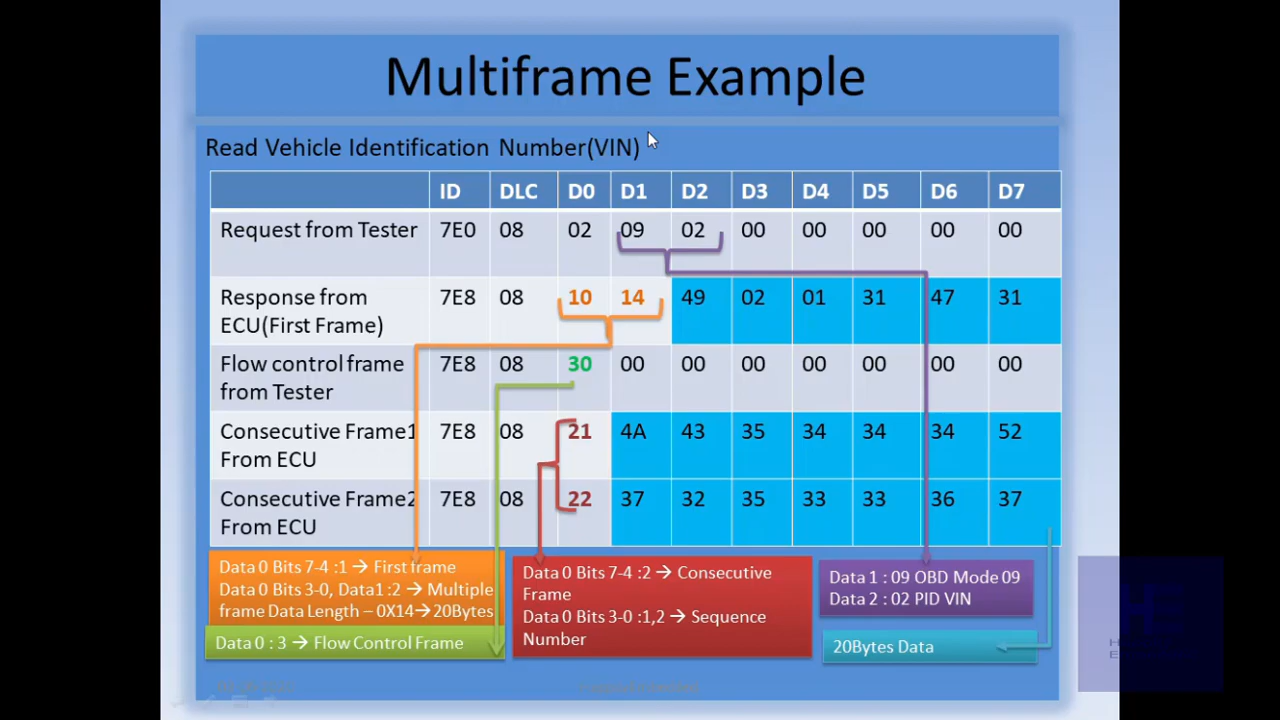 Multiframe Example
Read Vehicle Identification Number(VIN)
ID DLC D0 D1 D2 D3 D4 D5 D6 D7
Request from Tester 7E0 08 02 09 02 00 00 00 00 00
Response from
ECU(First Frame) 7E8 08 10 14 49 02 01 31 47 31
Flow control frame
from Tester 7E8 08 30 00 00 00 00 00 00 00
Consecutive Frame1
From ECU 7E8 08 21 4A 43 35 34 34 34 52
Consecutive Frame2
From ECU 7E8 08 22 37 32 35 33 33 36 37
Data 0 Bits 7-4 :1 → First frame
Data 0 Bits 3-0, Data1 :2 → Multiple
frame Data Length – 0X14→20Bytes
Data 0 : 3 → Flow Control Frame
Data 0 Bits 7-4 :2 → Consecutive
Frame
Data 0 Bits 3-0 :1,2 → Sequence
Number
Data 1 : 09 OBD Mode 09
Data 2 : 02 PID VIN
20Bytes Data